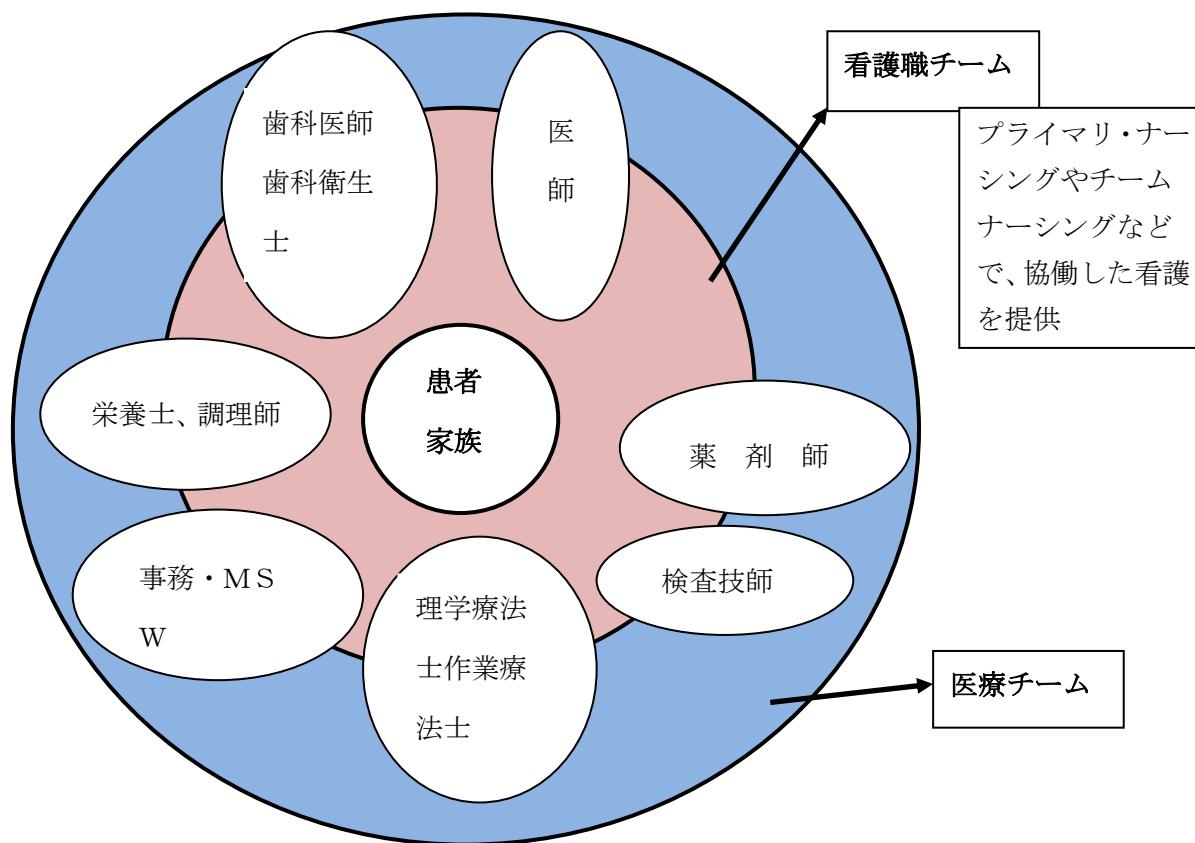 看護職チーム
プライマリ・ナー
シングやチーム
ナーシングなど
で、協働した看護
を提供
歯科医師
歯科衛生
士
医
師
患者
家族
栄養士、調理師
薬　剤　師
事務・ＭＳ
Ｗ
理学療法
士作業療
法士
検査技師
医療チーム